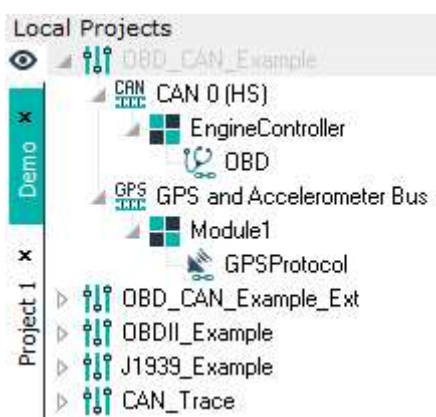 Local Projects
OBD_CAN_Example
CAN CAN 0 (HS)
EngineController
OBD
GPS GPS and Accelerometer Bus
Module1
GPSProtocol
OBD_CAN_Example_Ext
OBDII_Example
J1939_Example
CAN_Trace
Demo x
Project 1 x